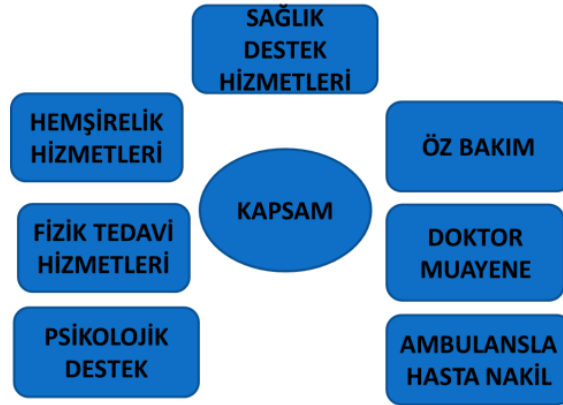 SAĞLIK
DESTEK
HİZMETLERİ
HEMŞİRELİK
HİZMETLERİ
ÖZ BAKIM
KAPSAM
FİZİK TEDAVİ
HİZMETLERİ
DOKTOR
MUAYENE
PSİKOLOJİK
DESTEK
AMBULANSLA
HASTA NAKİL